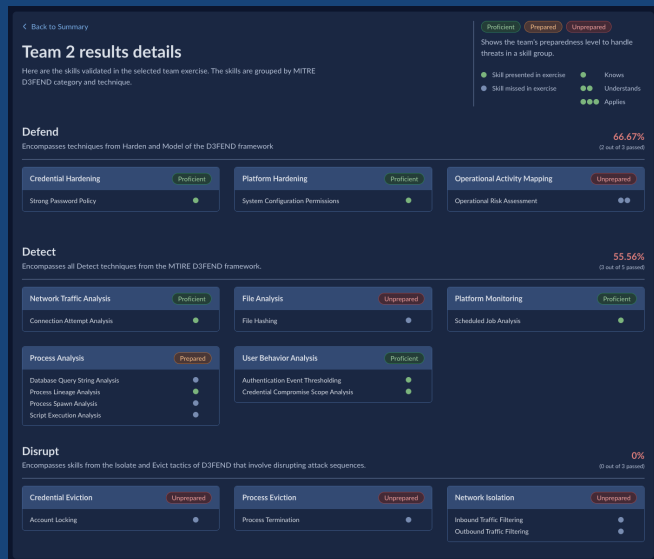 Back to Summary
Team 2 results details
Here are the skills validated in the selected team exercise. The skills are grouped by MITRE
D3FEND category and technique.
Proficient Prepared Unprepared
Shows the team's preparedness level to handle
threats in a skill group.
Skill presented in exercise Knows
Skill missed in exercise Understands
Applies
Defend
Encompasses techniques from Harden and Model of the D3FEND framework
66.67%
(2 out of 3 passed)
Credential Hardening Proficient
Strong Password Policy
Platform Hardening Proficient
System Configuration Permissions
Operational Activity Mapping Unprepared
Operational Risk Assessment
Detect
Encompasses all Detect techniques from the MTIRE D3FEND framework.
55.56%
(3 out of 5 passed)
Network Traffic Analysis Proficient
Connection Attempt Analysis
File Analysis Unprepared
File Hashing
Platform Monitoring Proficient
Scheduled Job Analysis
Process Analysis Prepared
Database Query String Analysis
Process Lineage Analysis
Process Spawn Analysis
Script Execution Analysis
User Behavior Analysis Proficient
Authentication Event Thresholding
Credential Compromise Scope Analysis
Disrupt
Encompasses skills from the Isolate and Evict tactics of D3FEND that involve disrupting attack sequences.
0%
(0 out of 3 passed)
Credential Eviction Unprepared
Account Locking
Process Eviction Unprepared
Process Termination
Network Isolation Unprepared
Inbound Traffic Filtering
Outbound Traffic Filtering